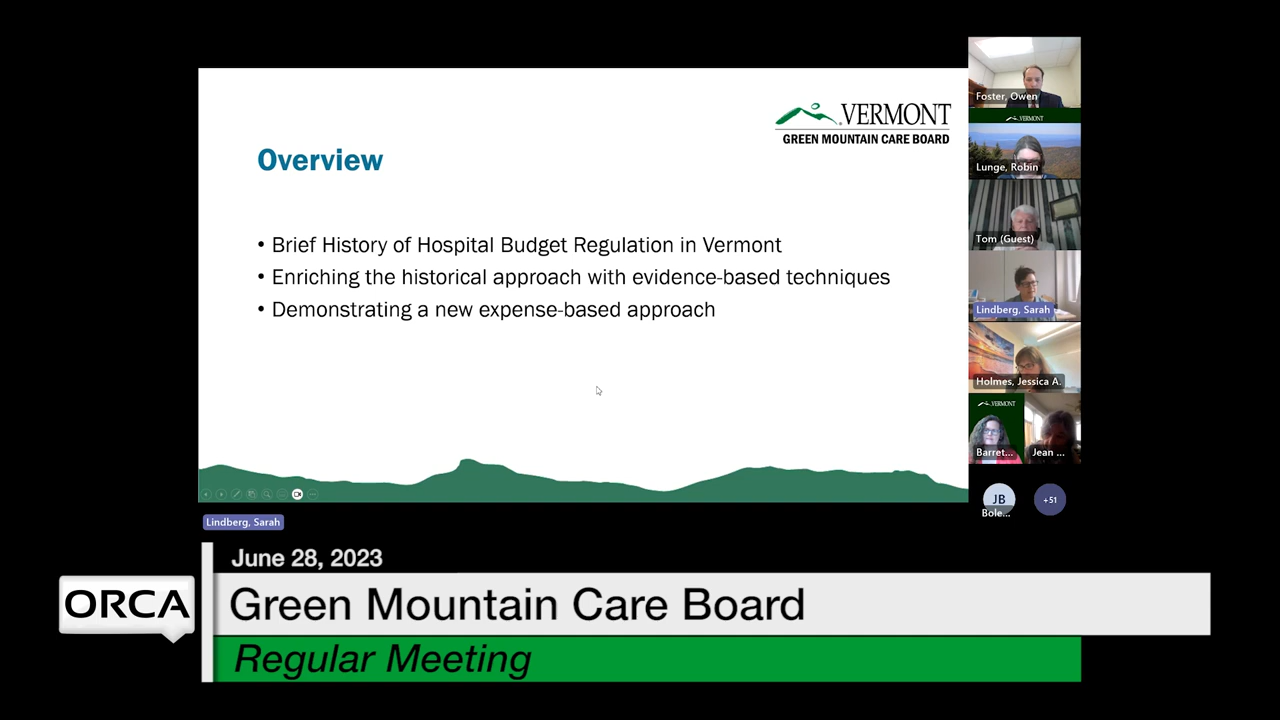 VERMONT
GREEN MOUNTAIN CARE BOARD
Overview
• Brief History of Hospital Budget Regulation in Vermont
• Enriching the historical approach with evidence-based techniques
• Demonstrating a new expense-based approach
Foster, Owen
VERMONT
Lunge, Robin
Tom (Guest)
Lindberg, Sarah
Holmes, Jessica A.
VERMONT
Barret...
Jean ...
JB
+51
Bole...
Lindberg, Sarah
June 28, 2023
ORCA
Green Mountain Care Board
Regular Meeting